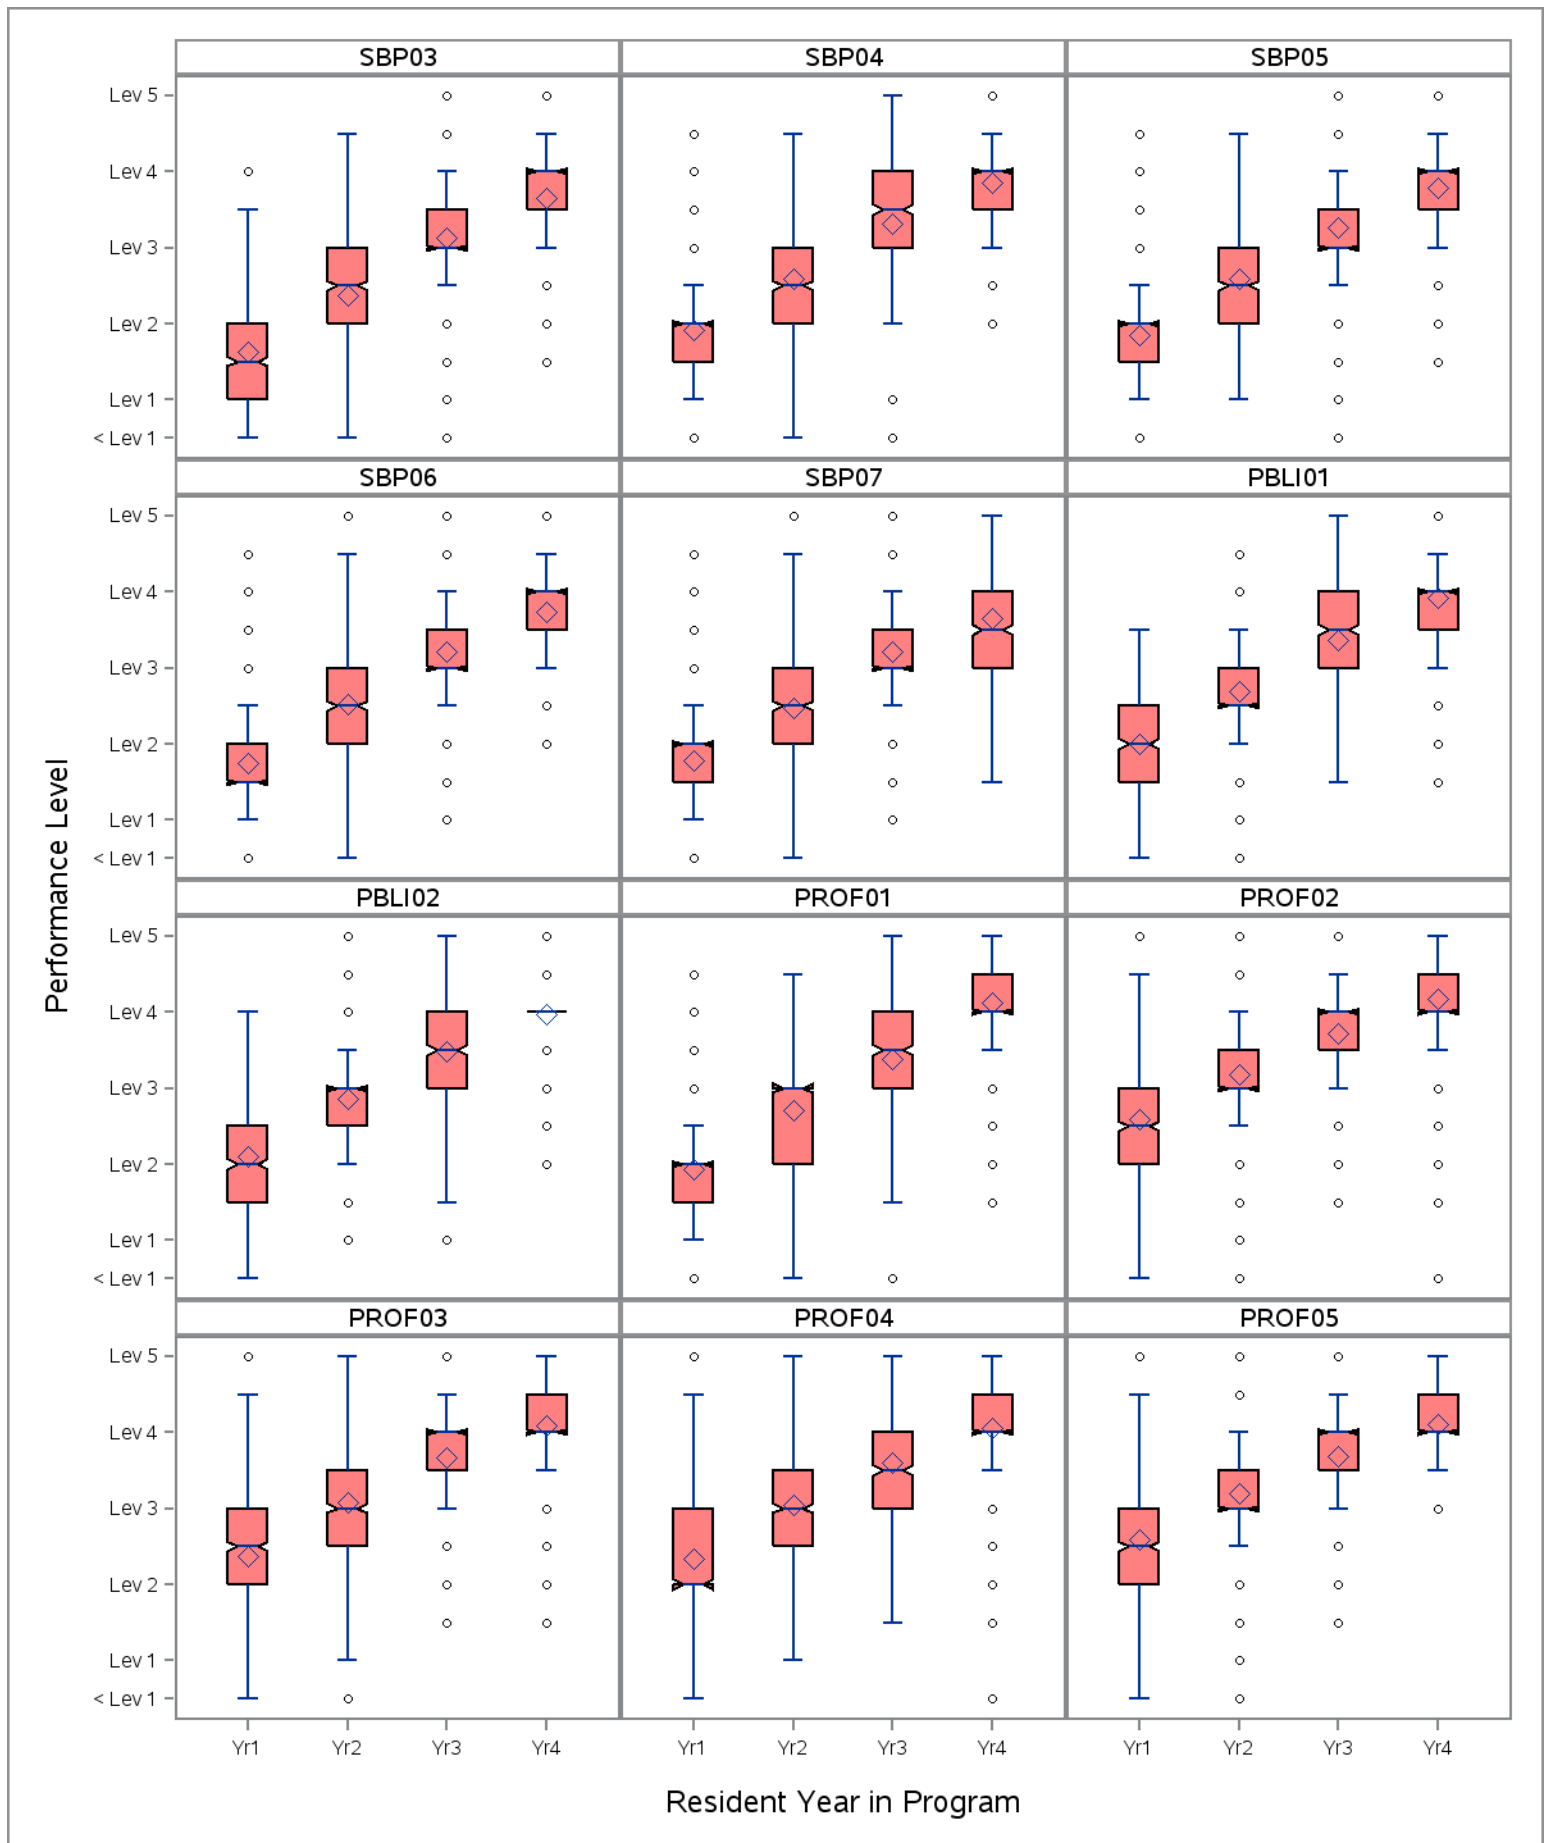 SBP03 SBP04 SBP05
Lev 5
Lev 4
Lev 3
Lev 2
Lev 1
< Lev 1
SBP06 SBP07 PBLI01
Lev 5
Lev 4
Lev 3
Lev 2
Lev 1
< Lev 1
Performance Level
PBLI02 PROF01 PROF02
Lev 5
Lev 4
Lev 3
Lev 2
Lev 1
< Lev 1
PROF03 PROF04 PROF05
Lev 5
Lev 4
Lev 3
Lev 2
Lev 1
< Lev 1
Yr1 Yr2 Yr3 Yr4 Yr1 Yr2 Yr3 Yr4 Yr1 Yr2 Yr3 Yr4
Resident Year in Program